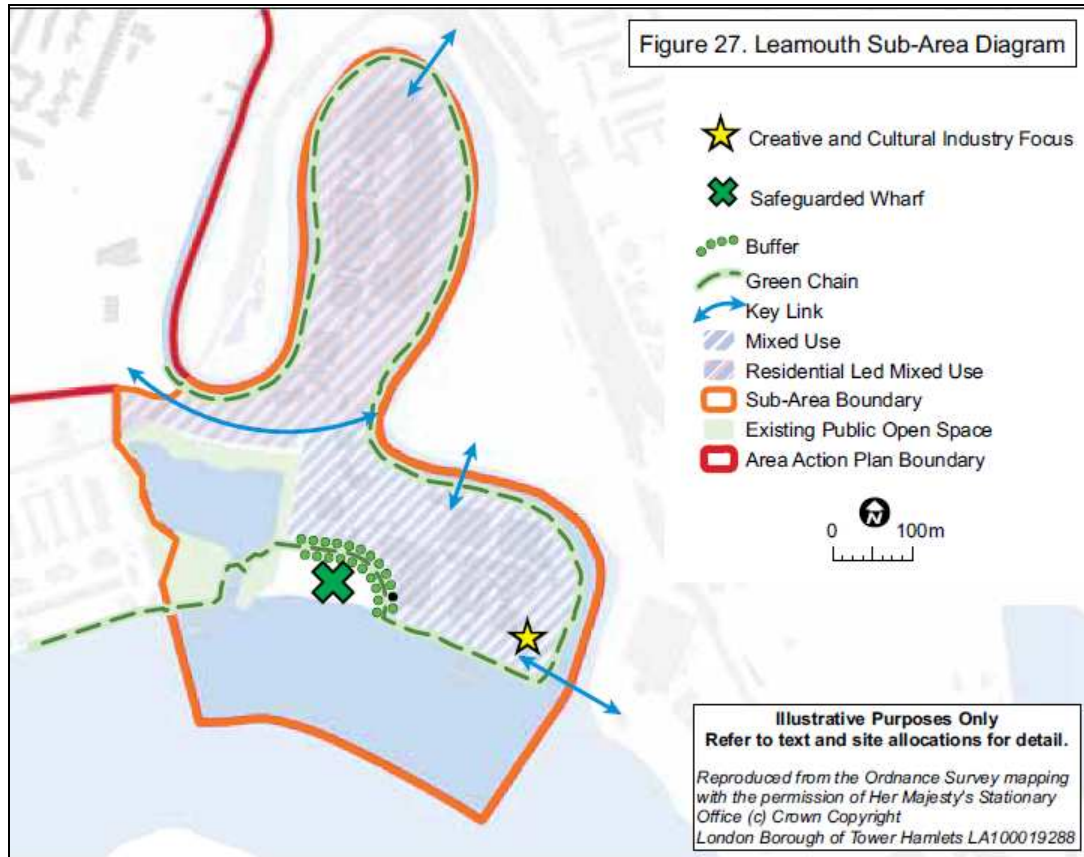 Figure 27. Leamouth Sub-Area Diagram
Creative and Cultural Industry Focus
Safeguarded Wharf
Buffer
Green Chain
Key Link
Mixed Use
Residential Led Mixed Use
Sub-Area Boundary
Existing Public Open Space
Area Action Plan Boundary
N
0 100m
Illustrative Purposes Only
Refer to text and site allocations for detail.
Reproduced from the Ordnance Survey mapping
with the permission of Her Majesty's Stationary
Office (c) Crown Copyright
London Borough of Tower Hamlets LA100019288